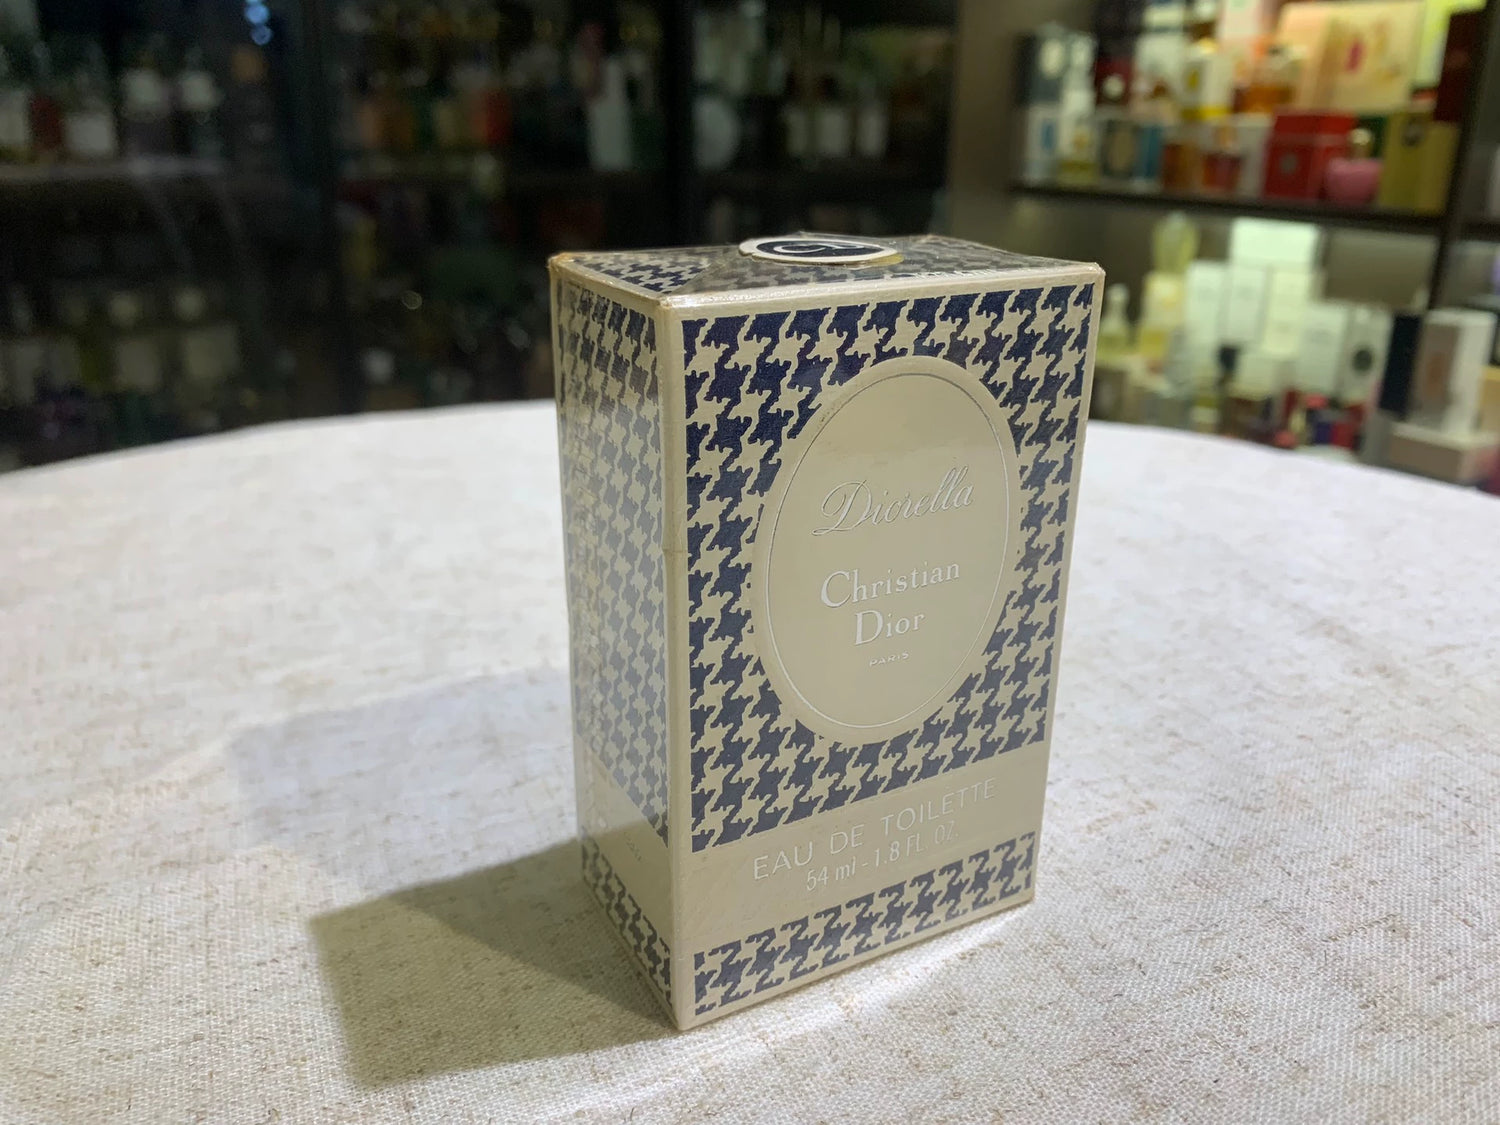 Diorella
Christian
Dior
PARIS
EAU DE TOILETTE
54 ml - 1.8 FL. OZ.